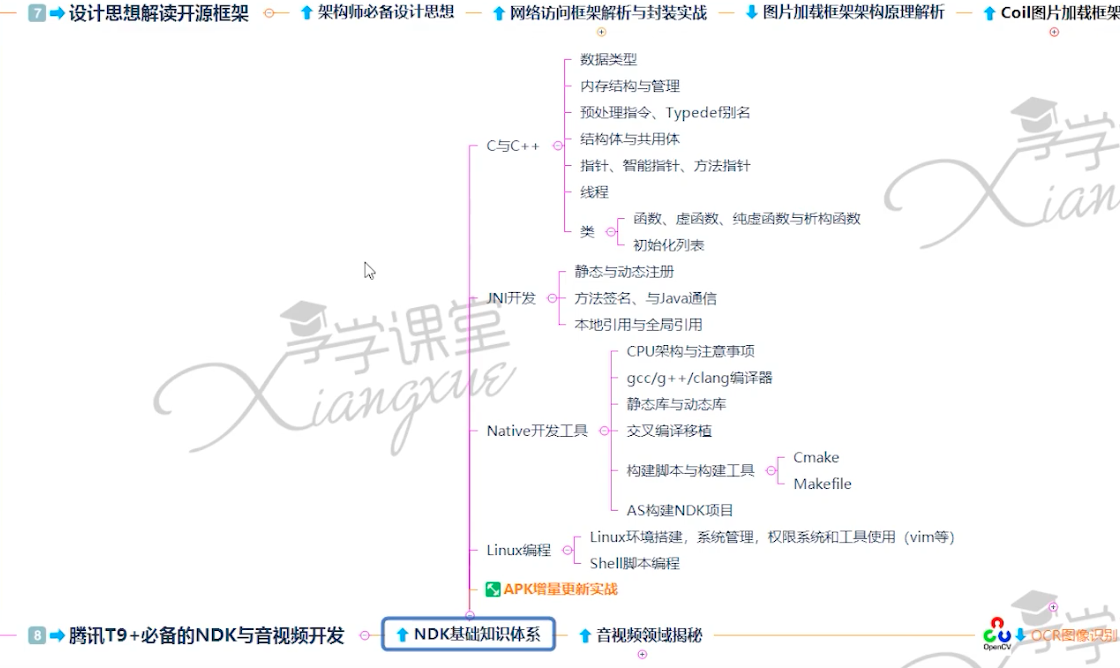 7 设计思想解读开源框架 架构师必备设计思想 网络访问框架解析与封装实战 图片加载框架架构原理解析 Coil图片加载框架
数据类型
内存结构与管理
预处理指令、Typedef别名
C与C++
结构体与共用体
指针、智能指针、方法指针
线程
类
函数、虚函数、纯虚函数与析构函数
初始化列表
JNI开发
静态与动态注册
方法签名、与Java通信
本地引用与全局引用
Native开发工具
CPU架构与注意事项
gcc/g++/clang编译器
静态库与动态库
交叉编译移植
构建脚本与构建工具
Cmake
Makefile
AS构建NDK项目
Linux编程
Linux环境搭建，系统管理，权限系统和工具使用（vim等）
Shell脚本编程
APK增量更新实战
8 腾讯T9+必备的NDK与音视频开发 NDK基础知识体系 音视频领域揭秘 OpenCV OCR图像识别
享学课堂
Xiangxue